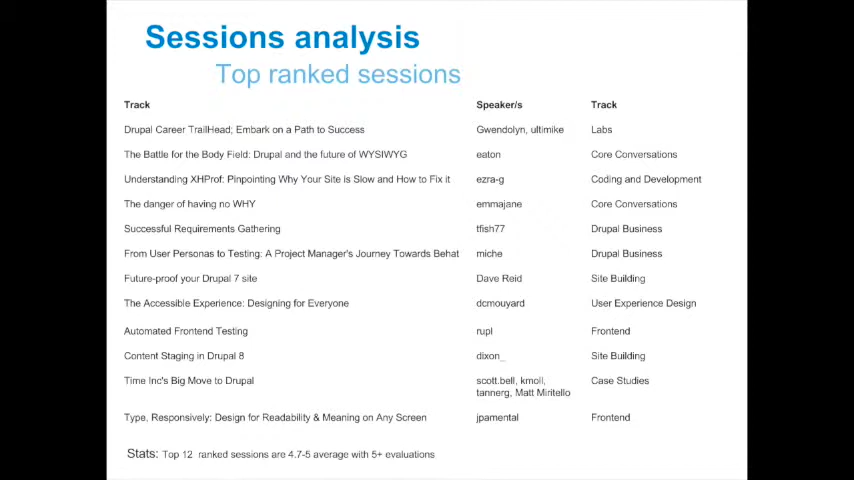 Sessions analysis
Top ranked sessions
Track Speaker/s Track
Drupal Career TrailHead; Embark on a Path to Success Gwendolyn, ultimike Labs
The Battle for the Body Field: Drupal and the future of WYSIWYG eaton Core Conversations
Understanding XHProf: Pinpointing Why Your Site is Slow and How to Fix it ezra-g Coding and Development
The danger of having no WHY emmajane Core Conversations
Successful Requirements Gathering tfish77 Drupal Business
From User Personas to Testing: A Project Manager's Journey Towards Behat miche Drupal Business
Future-proof your Drupal 7 site Dave Reid Site Building
The Accessible Experience: Designing for Everyone dcmouyard User Experience Design
Automated Frontend Testing rupl Frontend
Content Staging in Drupal 8 dixon_ Site Building
Time Inc's Big Move to Drupal scott.bell, kmoll, Case Studies
tannerg, Matt Miritello
Type, Responsively: Design for Readability & Meaning on Any Screen jpamental Frontend
Stats: Top 12 ranked sessions are 4.7-5 average with 5+ evaluations